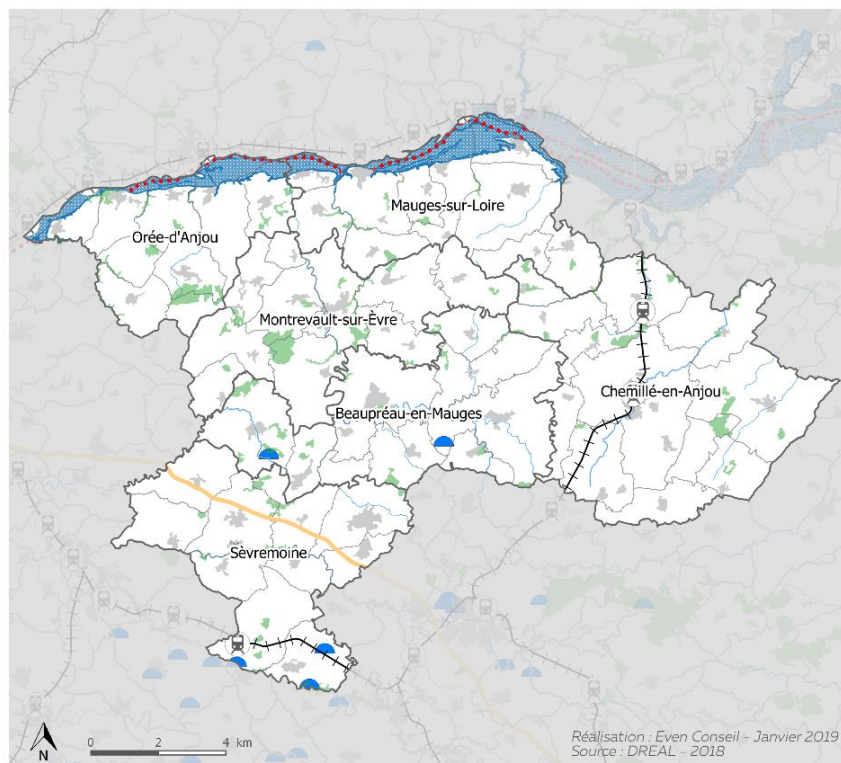 Mauges-sur-Loire
Orée-d'Anjou
Montrevault-sur-Èvre
Chemillé-en-Anjou
Beaupréau-en-Mauges
Sèvremoine
N
0 2 4 km
Réalisation : Even Conseil - Janvier 2019
Source : DREAL - 2018